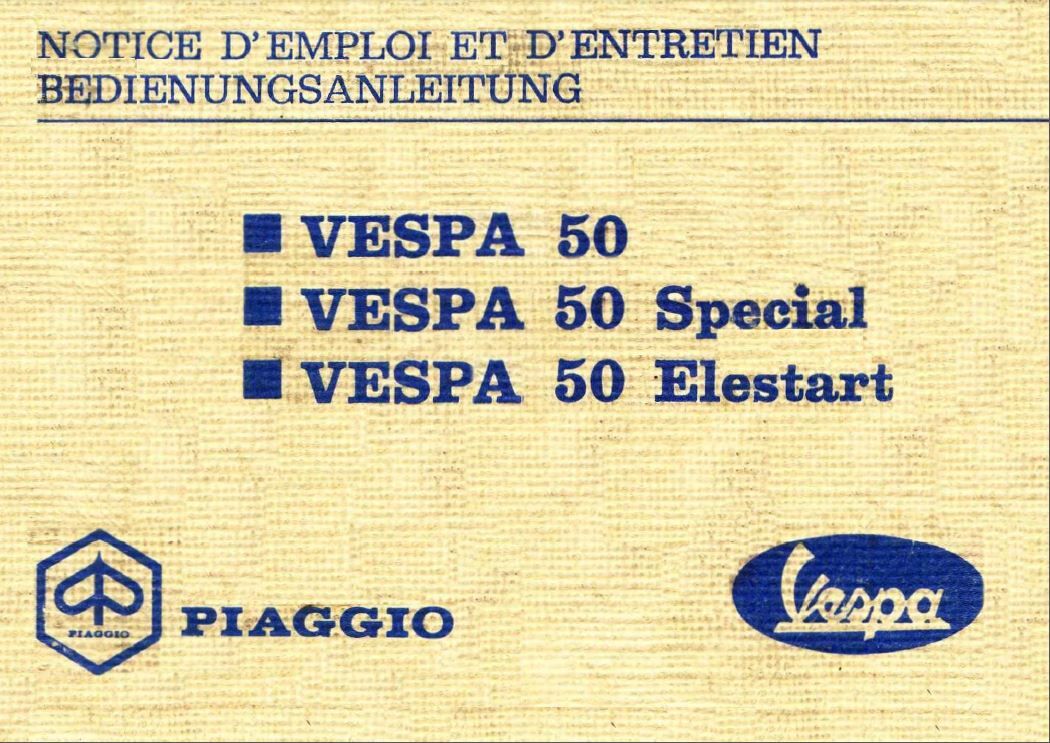 NOTICE D'EMPLOI ET D'ENTRETIEN
BEDIENUNGSANLEITUNG
■ VESPA 50
■ VESPA 50 Special
■ VESPA 50 Elestart
PIAGGIO
PIAGGIO
Vespa